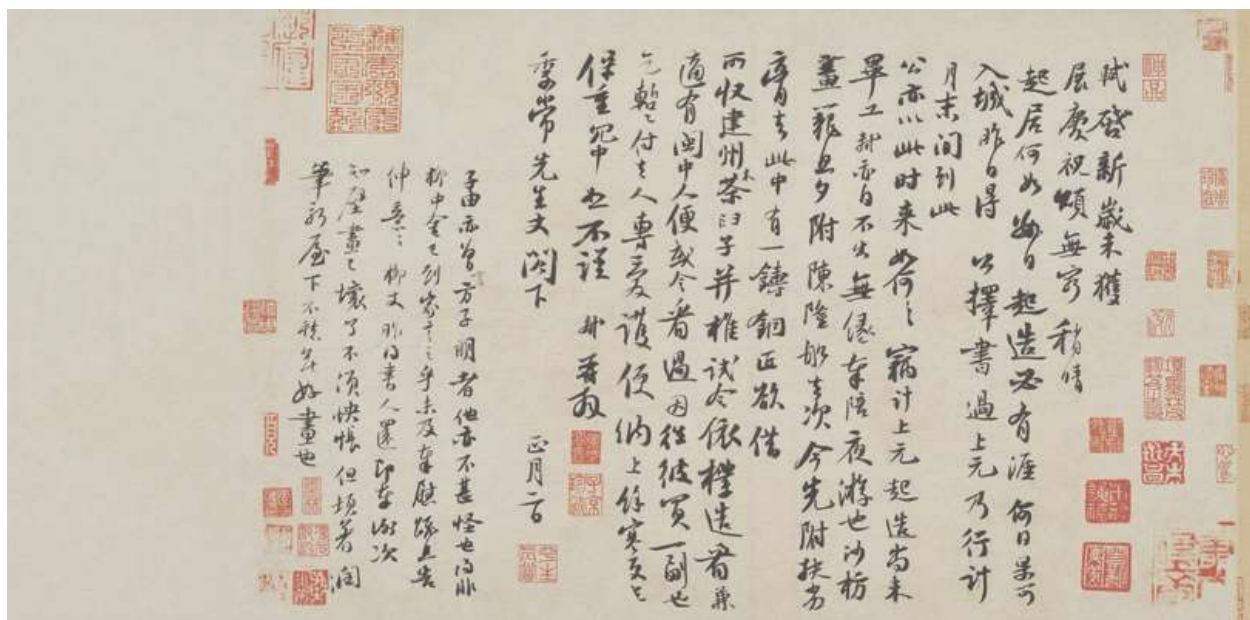 軾啟新歲未獲
展慶祝頌無窮稍晴
起居何如數日起造必有涯何日果可
入城昨日得公擇書過上元乃行計
月末間到此
公亦以此時來如何々竊計上元起造尚未
畢工軾亦自不出無緣奉陪夜遊也沙枋
畫籠旦夕附陳隆船去次今先附扶劣
膏去此中有一鑄銅匠欲借
所收建州木茶臼子并椎試令依樣造看兼
適有閩中人便或令看過因往彼買一副也
乞暫付去人專愛護便納上餘寒更乞
保重冗中恕不謹軾再拜
季常先生丈閣下正月二日
子由亦曾言方子明者他亦不甚怪也得非
柳中舍已到家言之乎未及奉慰疏且告
伸意々柳丈昨得書人還即奉謝次
知壁畫已壞了不須怏悵但頓著潤
筆新屋下不愁無好畫也